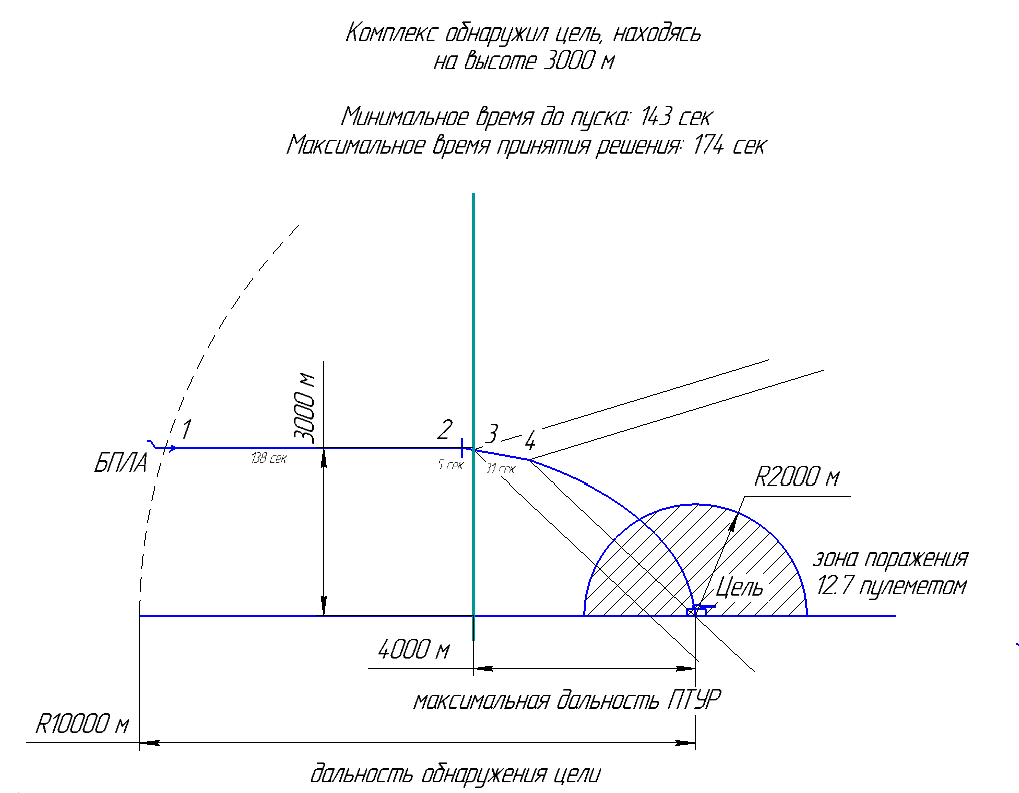 Комплекс обнаружил цель, находясь
на высоте 3000 м
Минимальное время до пуска: 143 сек
Максимальное время принятия решения: 174 сек
1
2
3
4
3000 м
БПЛА
138 сек
5 сек
31 сек
R2000 м
зона поражения
12.7 пулеметом
Цель
4000 м
максимальная дальность ПТУР
R10000 м
дальность обнаружения цели